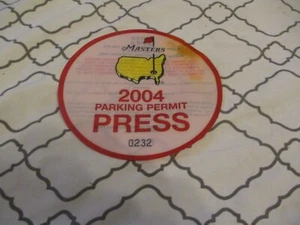 Masters
2004
PARKING PERMIT
PRESS
0232